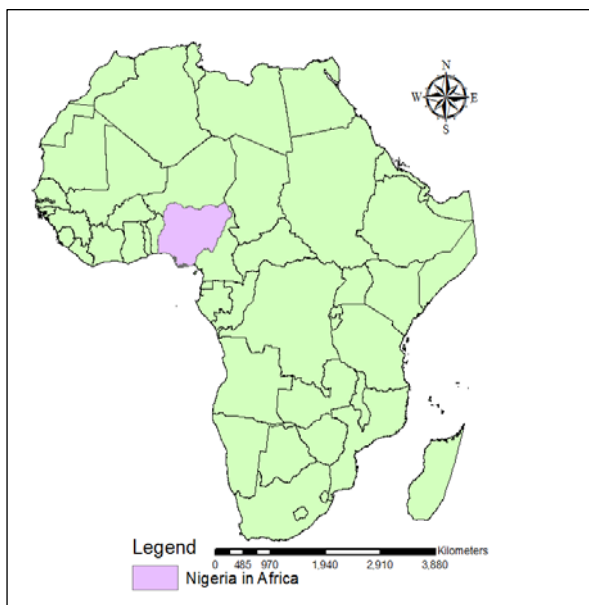 N
W E
S
Legend
Kilometers
0 485 970 1,940 2,910 3,880
Nigeria in Africa